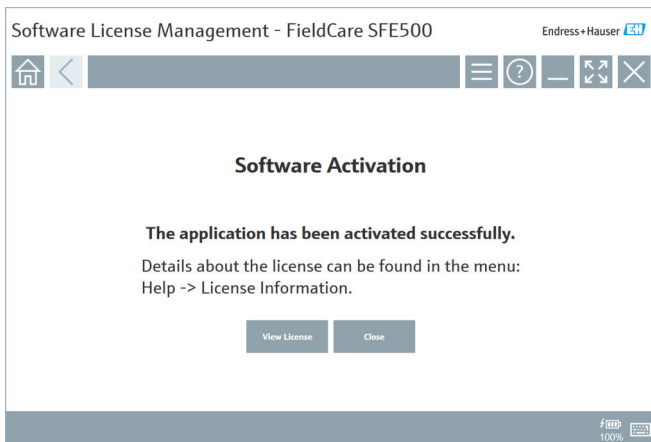 Software License Management - FieldCare SFE500
Endress+Hauser EH
?
Software Activation
The application has been activated successfully.
Details about the license can be found in the menu:
Help -> License Information.
View License
Close
100%